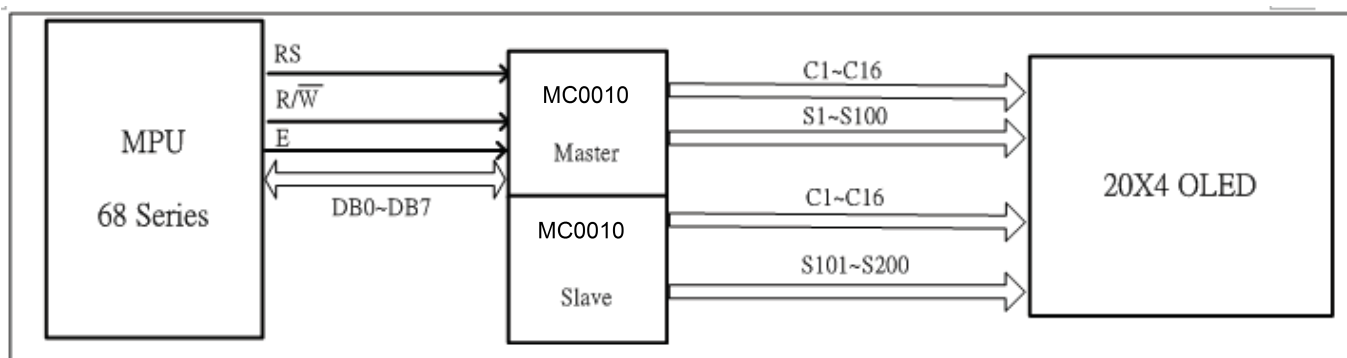 MPU
68 Series
RS
R/W̅
E
DB0~DB7
MC0010
Master
MC0010
Slave
C1~C16
S1~S100
C1~C16
S101~S200
20X4 OLED